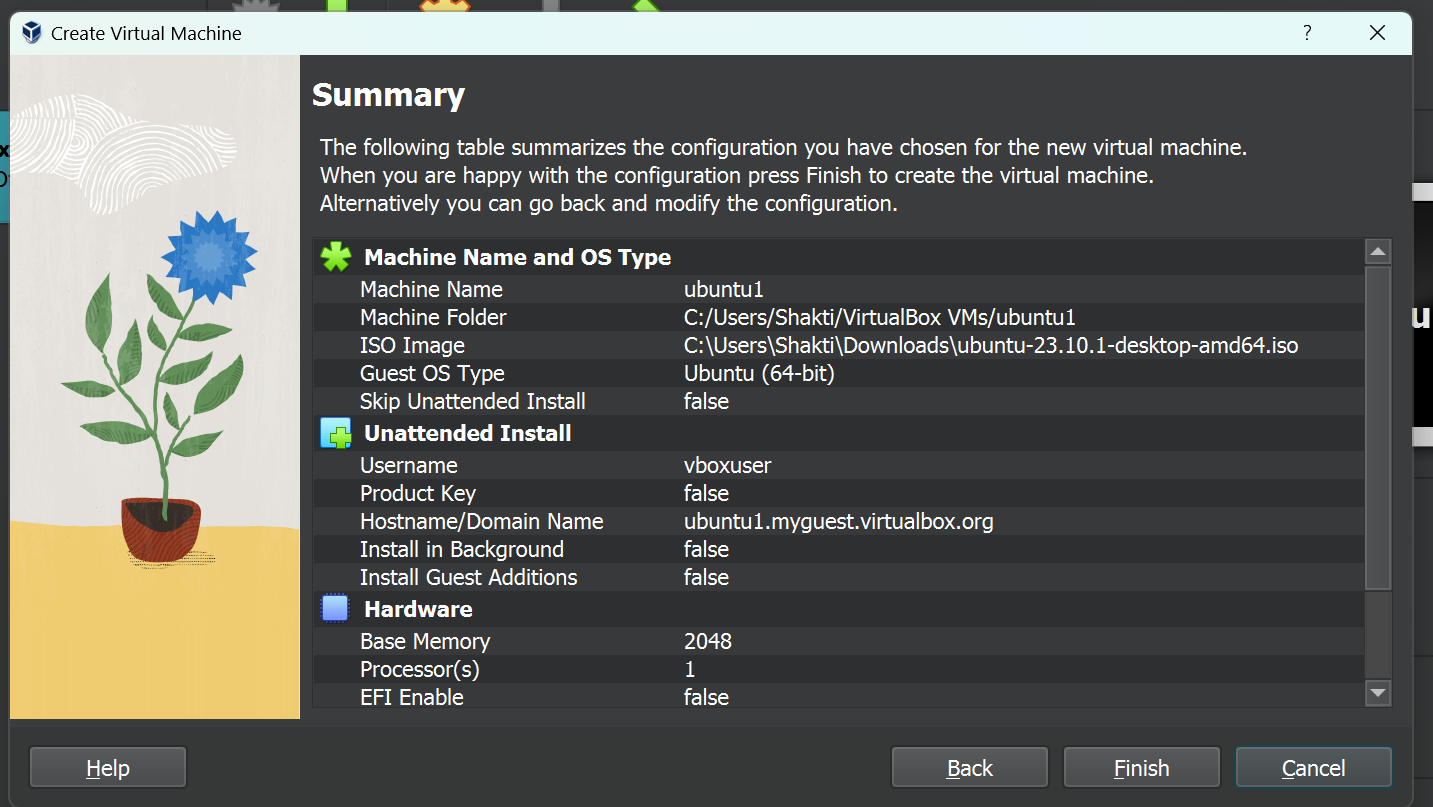 Create Virtual Machine ?
Summary
The following table summarizes the configuration you have chosen for the new virtual machine.
When you are happy with the configuration press Finish to create the virtual machine.
Alternatively you can go back and modify the configuration.
Machine Name and OS Type
Machine Name ubuntu1
Machine Folder C:/Users/Shakti/VirtualBox VMs/ubuntu1
ISO Image C:\Users\Shakti\Downloads\ubuntu-23.10.1-desktop-amd64.iso
Guest OS Type Ubuntu (64-bit)
Skip Unattended Install false
Unattended Install
Username vboxuser
Product Key false
Hostname/Domain Name ubuntu1.myguest.virtualbox.org
Install in Background false
Install Guest Additions false
Hardware
Base Memory 2048
Processor(s) 1
EFI Enable false
Help Back Finish Cancel